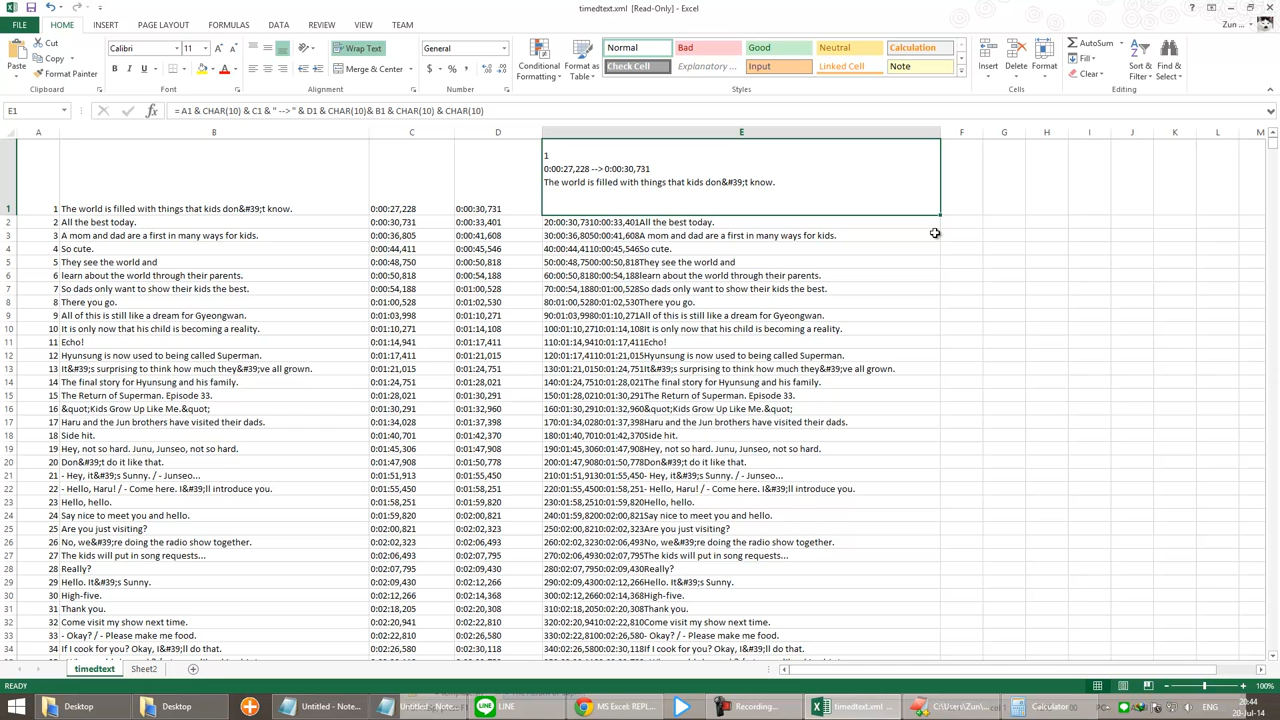 timedtext.xml [Read-Only] - Excel
FILE HOME INSERT PAGE LAYOUT FORMULAS DATA REVIEW VIEW TEAM Zun ...
Cut Calibri 11 Wrap Text General Normal Bad Good Neutral Calculation AutoSum
Paste Copy Conditional Format as Insert Delete Format Fill Sort & Find &
Format Painter B I U Merge & Center $ % , Formatting Table Check Cell Explanatory ... Input Linked Cell Note Clear Filter Select
Clipboard Font Alignment Number Styles Cells Editing
E1 fx = A1 & CHAR(10) & C1 & " --> " & D1 & CHAR(10)& B1 & CHAR(10) & CHAR(10)
A B C D E F G H I J K L M
1
0:00:27,228 --> 0:00:30,731
The world is filled with things that kids don&#39;t know.
1 1 The world is filled with things that kids don&#39;t know. 0:00:27,228 0:00:30,731
2 2 All the best today. 0:00:30,731 0:00:33,401 20:00:30,7310:00:33,401All the best today.
3 3 A mom and dad are a first in many ways for kids. 0:00:36,805 0:00:41,608 30:00:36,8050:00:41,608A mom and dad are a first in many ways for kids.
4 4 So cute. 0:00:44,411 0:00:45,546 40:00:44,4110:00:45,546So cute.
5 5 They see the world and 0:00:48,750 0:00:50,818 50:00:48,7500:00:50,818They see the world and
6 6 learn about the world through their parents. 0:00:50,818 0:00:54,188 60:00:50,8180:00:54,188learn about the world through their parents.
7 7 So dads only want to show their kids the best. 0:00:54,188 0:01:00,528 70:00:54,1880:01:00,528So dads only want to show their kids the best.
8 8 There you go. 0:01:00,528 0:01:02,530 80:01:00,5280:01:02,530There you go.
9 9 All of this is still like a dream for Gyeongwan. 0:01:03,998 0:01:10,271 90:01:03,9980:01:10,271All of this is still like a dream for Gyeongwan.
10 10 It is only now that his child is becoming a reality. 0:01:10,271 0:01:14,108 100:01:10,2710:01:14,108It is only now that his child is becoming a reality.
11 11 Echo! 0:01:14,941 0:01:17,411 110:01:14,9410:01:17,411Echo!
12 12 Hyunsung is now used to being called Superman. 0:01:17,411 0:01:21,015 120:01:17,4110:01:21,015Hyunsung is now used to being called Superman.
13 13 It&#39;s surprising to think how much they&#39;ve all grown. 0:01:21,015 0:01:24,751 130:01:21,0150:01:24,751It&#39;s surprising to think how much they&#39;ve all grown.
14 14 The final story for Hyunsung and his family. 0:01:24,751 0:01:28,021 140:01:24,7510:01:28,021The final story for Hyunsung and his family.
15 15 The Return of Superman. Episode 33. 0:01:28,021 0:01:30,291 150:01:28,0210:01:30,291The Return of Superman. Episode 33.
16 16 &quot;Kids Grow Up Like Me.&quot; 0:01:30,291 0:01:32,960 160:01:30,2910:01:32,960&quot;Kids Grow Up Like Me.&quot;
17 17 Haru and the Jun brothers have visited their dads. 0:01:34,028 0:01:37,398 170:01:34,0280:01:37,398Haru and the Jun brothers have visited their dads.
18 18 Side hit. 0:01:40,701 0:01:42,370 180:01:40,7010:01:42,370Side hit.
19 19 Hey, not so hard. Junu, Junseo, not so hard. 0:01:45,306 0:01:47,908 190:01:45,3060:01:47,908Hey, not so hard. Junu, Junseo, not so hard.
20 20 Don&#39;t do it like that. 0:01:47,908 0:01:50,778 200:01:47,9080:01:50,778Don&#39;t do it like that.
21 21 - Hey, it&#39;s Sunny. / - Junseo... 0:01:51,913 0:01:55,450 210:01:51,9130:01:55,450- Hey, it&#39;s Sunny. / - Junseo...
22 22 - Hello, Haru! / - Come here. I&#39;ll introduce you. 0:01:55,450 0:01:58,251 220:01:55,4500:01:58,251- Hello, Haru! / - Come here. I&#39;ll introduce you.
23 23 Hello, hello. 0:01:58,251 0:01:59,820 230:01:58,2510:01:59,820Hello, hello.
24 24 Say nice to meet you and hello. 0:01:59,820 0:02:00,821 240:01:59,8200:02:00,821Say nice to meet you and hello.
25 25 Are you just visiting? 0:02:00,821 0:02:02,323 250:02:00,8210:02:02,323Are you just visiting?
26 26 No, we&#39;re doing the radio show together. 0:02:02,323 0:02:06,493 260:02:02,3230:02:06,493No, we&#39;re doing the radio show together.
27 27 The kids will put in song requests... 0:02:06,493 0:02:07,795 270:02:06,4930:02:07,795The kids will put in song requests...
28 28 Really? 0:02:07,795 0:02:09,430 280:02:07,7950:02:09,430Really?
29 29 Hello. It&#39;s Sunny. 0:02:09,430 0:02:12,266 290:02:09,4300:02:12,266Hello. It&#39;s Sunny.
30 30 High-five. 0:02:12,266 0:02:14,368 300:02:12,2660:02:14,368High-five.
31 31 Thank you. 0:02:18,205 0:02:20,308 310:02:18,2050:02:20,308Thank you.
32 32 Come visit my show next time. 0:02:20,941 0:02:22,810 320:02:20,9410:02:22,810Come visit my show next time.
33 33 - Okay? / - Please make me food. 0:02:22,810 0:02:26,580 330:02:22,8100:02:26,580- Okay? / - Please make me food.
34 34 If I cook for you? Okay, I&#39;ll do that. 0:02:26,580 0:02:30,118 340:02:26,5800:02:30,118If I cook for you? Okay, I&#39;ll do that.
timedtext Sheet2
READY 100%
Desktop Desktop Untitled - Note... Untitled - Note... LINE MS Excel: REPL... Recording... timedtext.xml ... C:\Users\Zun\... Calculator ENG 20:44
20-Jul-14